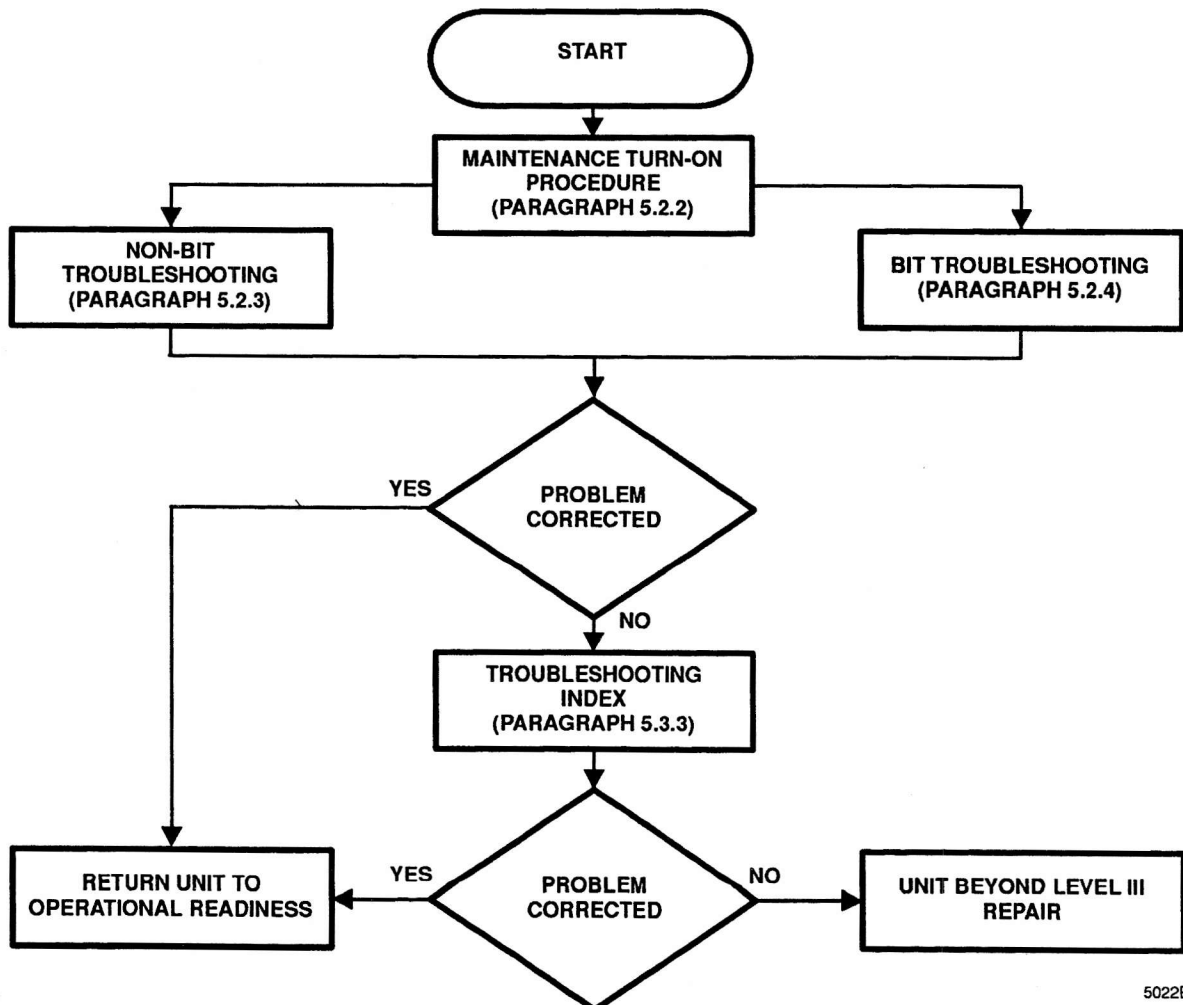 START
MAINTENANCE TURN-ON
PROCEDURE
(PARAGRAPH 5.2.2)
NON-BIT
TROUBLESHOOTING
(PARAGRAPH 5.2.3)
BIT TROUBLESHOOTING
(PARAGRAPH 5.2.4)
YES
PROBLEM
CORRECTED
NO
TROUBLESHOOTING
INDEX
(PARAGRAPH 5.3.3)
RETURN UNIT TO
OPERATIONAL READINESS
YES
PROBLEM
CORRECTED
NO
UNIT BEYOND LEVEL III
REPAIR